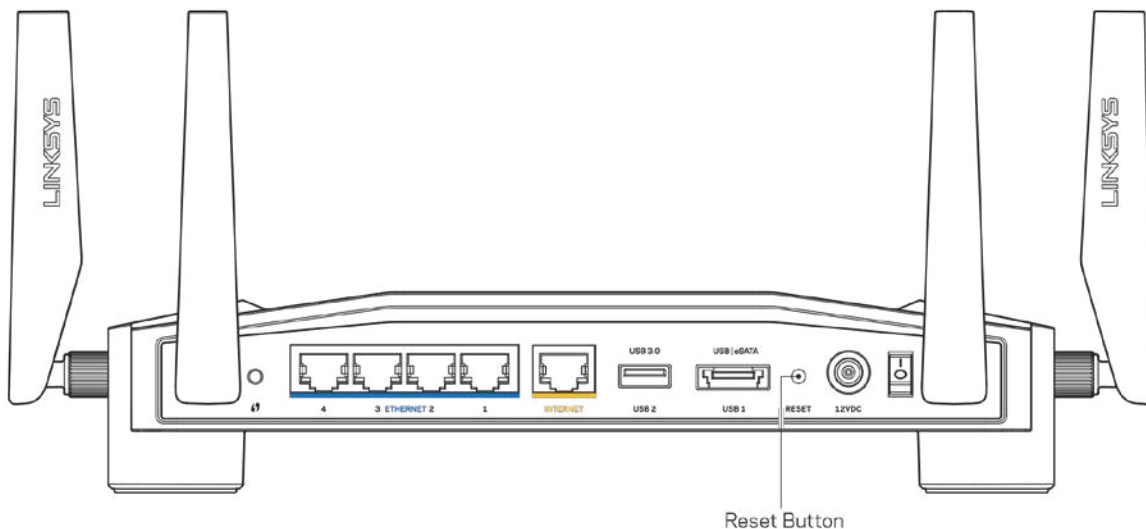 LINKSYS
LINKSYS
USB 3.0
USB | eSATA
4
3
ETHERNET
2
1
INTERNET
USB 2
USB 1
RESET
12VDC
Reset Button